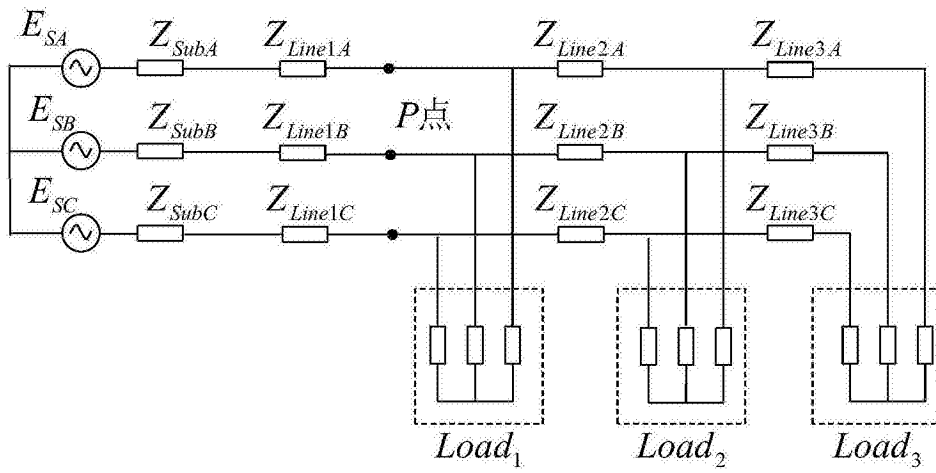 E_SA Z_SubA Z_Line1A Z_Line2A Z_Line3A
P点
E_SB Z_SubB Z_Line1B Z_Line2B Z_Line3B
E_SC Z_SubC Z_Line1C Z_Line2C Z_Line3C
Load_1 Load_2 Load_3